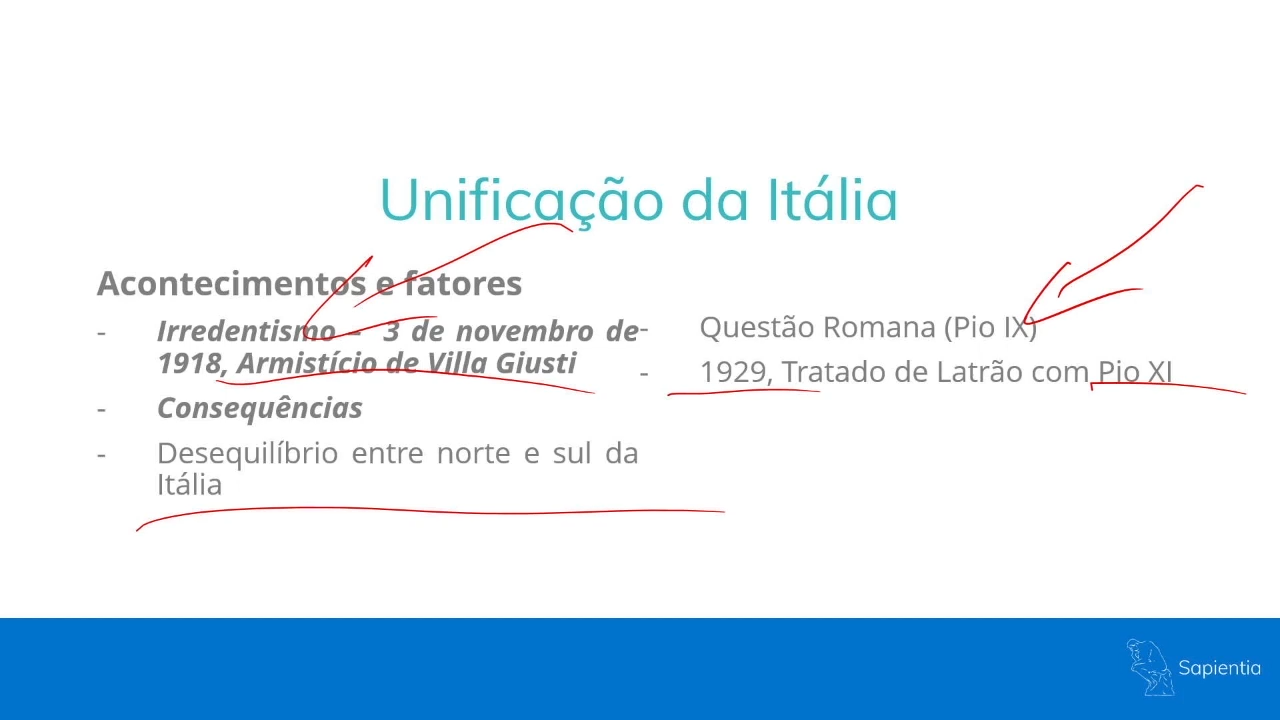 Unificação da Itália
Acontecimentos e fatores
- Irredentismo – 3 de novembro de
1918, Armistício de Villa Giusti
- Consequências
- Desequilíbrio entre norte e sul da
Itália
- Questão Romana (Pio IX)
- 1929, Tratado de Latrão com Pio XI
Sapientia